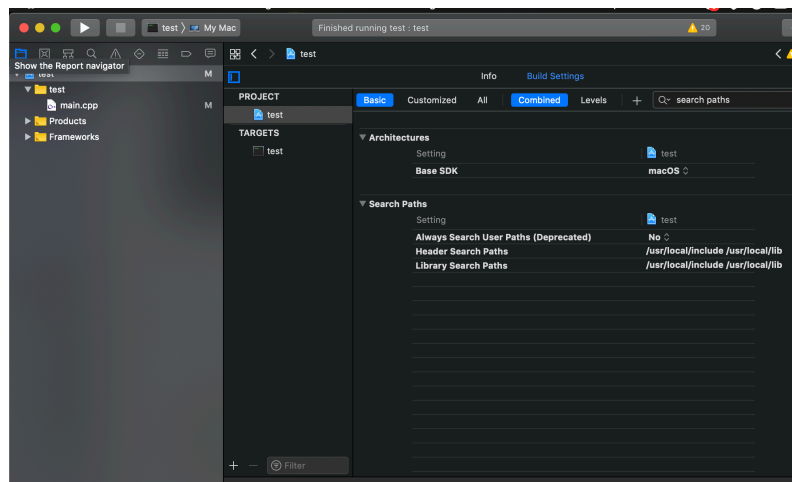 test My Mac
Finished running test : test
20
test
Show the Report navigator
test M
test
main.cpp M
Products
Frameworks
Info Build Settings
PROJECT
test
TARGETS
test
Filter
Basic Customized All Combined Levels + search paths
Architectures
Setting test
Base SDK macOS
Search Paths
Setting test
Always Search User Paths (Deprecated) No
Header Search Paths /usr/local/include /usr/local/lib
Library Search Paths /usr/local/include /usr/local/lib